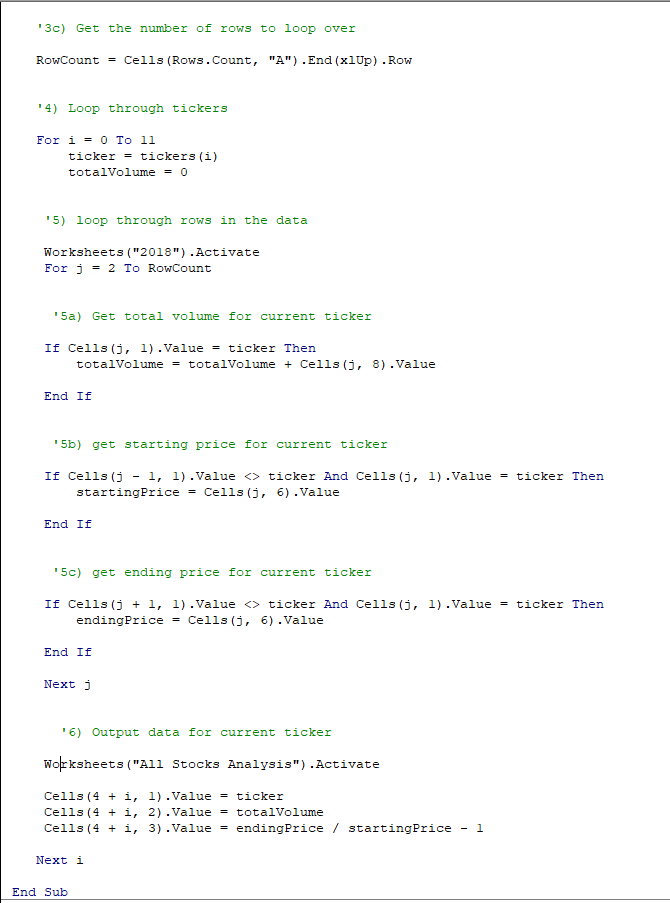 '3c) Get the number of rows to loop over
RowCount = Cells(Rows.Count, "A").End(xlUp).Row
'4) Loop through tickers
For i = 0 To 11
ticker = tickers(i)
totalVolume = 0
'5) loop through rows in the data
Worksheets("2018").Activate
For j = 2 To RowCount
'5a) Get total volume for current ticker
If Cells(j, 1).Value = ticker Then
totalVolume = totalVolume + Cells(j, 8).Value
End If
'5b) get starting price for current ticker
If Cells(j - 1, 1).Value <> ticker And Cells(j, 1).Value = ticker Then
startingPrice = Cells(j, 6).Value
End If
'5c) get ending price for current ticker
If Cells(j + 1, 1).Value <> ticker And Cells(j, 1).Value = ticker Then
endingPrice = Cells(j, 6).Value
End If
Next j
'6) Output data for current ticker
Worksheets("All Stocks Analysis").Activate
Cells(4 + i, 1).Value = ticker
Cells(4 + i, 2).Value = totalVolume
Cells(4 + i, 3).Value = endingPrice / startingPrice - 1
Next i
End Sub